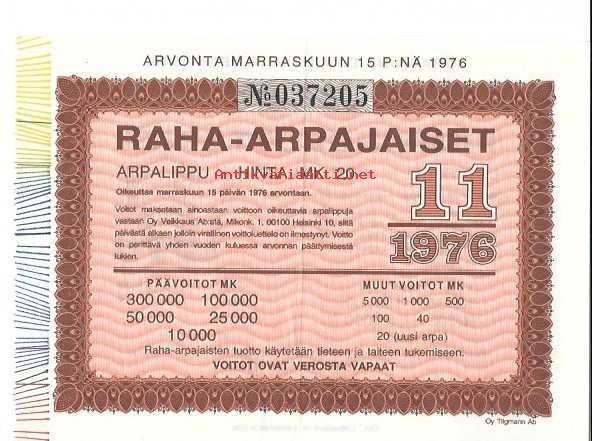 ARVONTA MARRASKUUN 15 P:NÄ 1976
№ 037205
RAHA-ARPAJAISET
ARPALIPPU HINTA MK 20
Antikvariaatti.net
Oikeuttaa marraskuun 15 päivän 1976 arvontaan.
11
1976
Voitot maksetaan ainoastaan voittoon oikeuttavia arpalippuja
vastaan Oy Veikkaus Ab:stä, Mikonk. 1, 00100 Helsinki 10, siitä
päivästä alkaen jolloin virallinen voittoluettelo on ilmestynyt. Voitto
on perittävä yhden vuoden kuluessa arvonnan päättymisestä
lukien.
PÄÄVOITOT MK
300 000 100 000
50 000 25 000
10 000
MUUT VOITOT MK
5 000 1 000 500
100 40
20 (uusi arpa)
Raha-arpajaisten tuotto käytetään tieteen ja taiteen tukemiseen.
VOITOT OVAT VEROSTA VAPAAT
Oy Tilgmann Ab